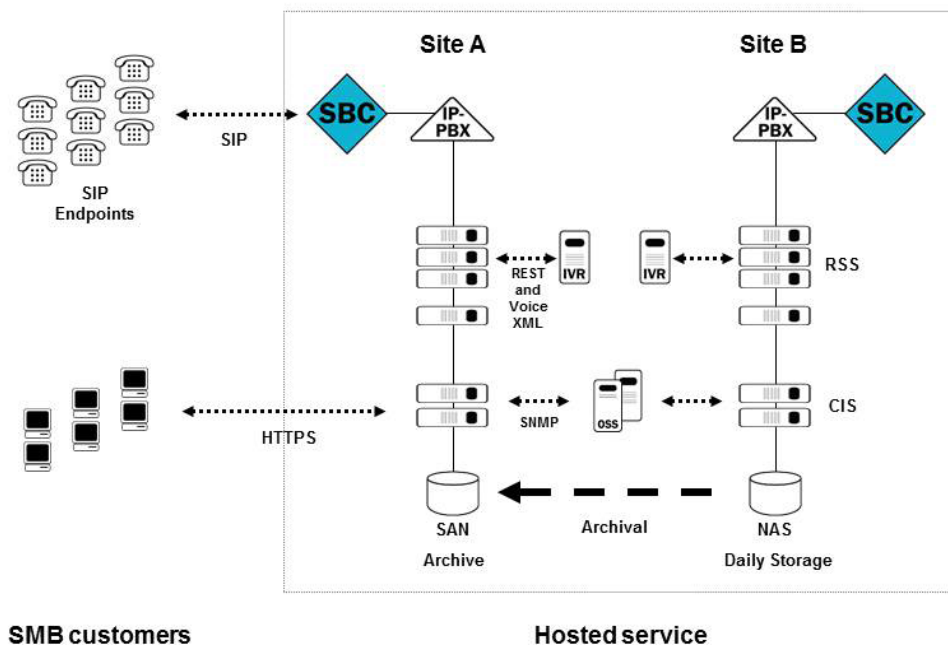 Site A
Site B
SBC
IP-
PBX
IP-
PBX
SBC
SIP
SIP
Endpoints
REST
and
Voice
XML
IVR
IVR
RSS
HTTPS
SNMP
OSS
CIS
SAN
Archive
Archival
NAS
Daily Storage
SMB customers
Hosted service